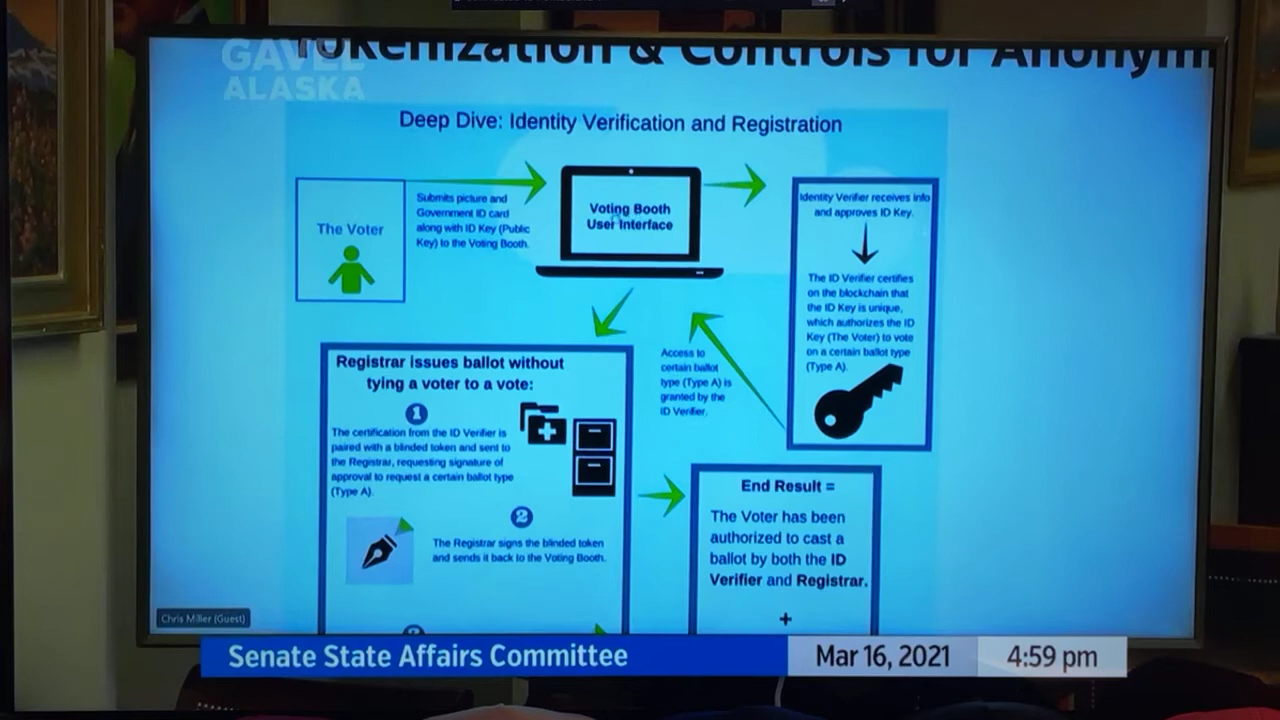 Tokenization & Controls for Anonym
GAVEL
ALASKA
Deep Dive: Identity Verification and Registration
The Voter
Submits picture and
Government ID card
along with ID Key (Public
Key) to the Voting Booth.
Voting Booth
User Interface
Identity Verifier receives info
and approves ID Key.
The ID Verifier certifies
on the blockchain that
the ID Key is unique,
which authorizes the ID
Key (The Voter) to vote
on a certain ballot type
(Type A).
Access to
certain ballot
type (Type A) is
granted by the
ID Verifier.
Registrar issues ballot without
tying a voter to a vote:
1
The certification from the ID Verifier is
paired with a blinded token and sent to
the Registrar, requesting signature of
approval to request a certain ballot type
(Type A).
2
The Registrar signs the blinded token
and sends it back to the Voting Booth.
End Result =
The Voter has been
authorized to cast a
ballot by both the ID
Verifier and Registrar.
+
Chris Miller (Guest)
Senate State Affairs Committee
Mar 16, 2021
4:59 pm